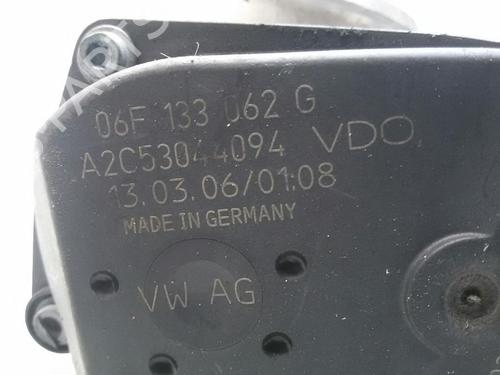 06F 133 062 G
A2C53044094 VDO
13.03.06/01:08
MADE IN GERMANY
VW AG